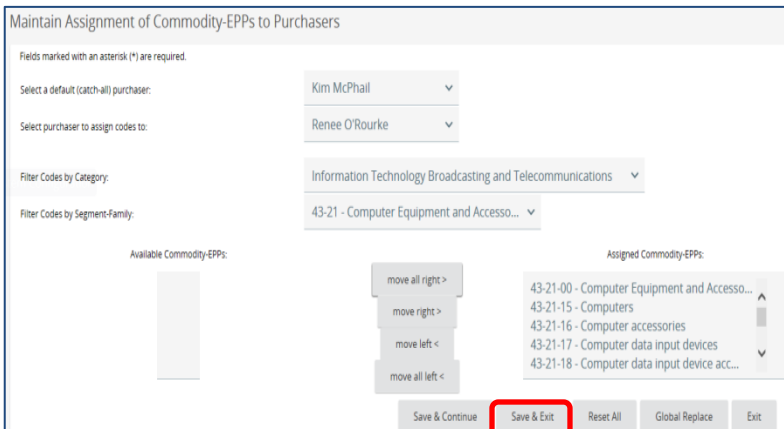 Maintain Assignment of Commodity-EPPs to Purchasers
Fields marked with an asterisk (*) are required.
Select a default (catch-all) purchaser: Kim McPhail
Select purchaser to assign codes to: Renee O'Rourke
Filter Codes by Category: Information Technology Broadcasting and Telecommunications
Filter Codes by Segment-Family: 43-21 - Computer Equipment and Accesso...
Available Commodity-EPPs: Assigned Commodity-EPPs:
move all right >
move right >
move left <
move all left <
43-21-00 - Computer Equipment and Accesso...
43-21-15 - Computers
43-21-16 - Computer accessories
43-21-17 - Computer data input devices
43-21-18 - Computer data input device acc...
Save & Continue Save & Exit Reset All Global Replace Exit